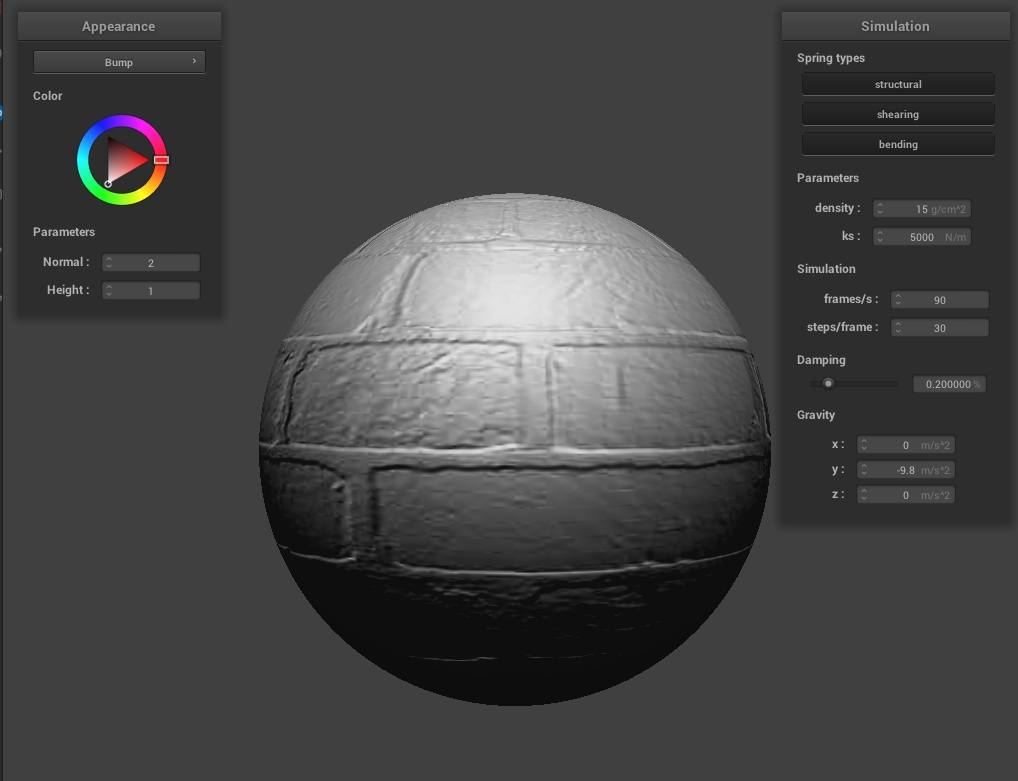 Appearance
Bump
Color
Parameters
Normal : 2
Height : 1
Simulation
Spring types
structural
shearing
bending
Parameters
density : 15 g/cm^2
ks : 5000 N/m
Simulation
frames/s : 90
steps/frame : 30
Damping
0.200000 %
Gravity
x : 0 m/s^2
y : -9.8 m/s^2
z : 0 m/s^2